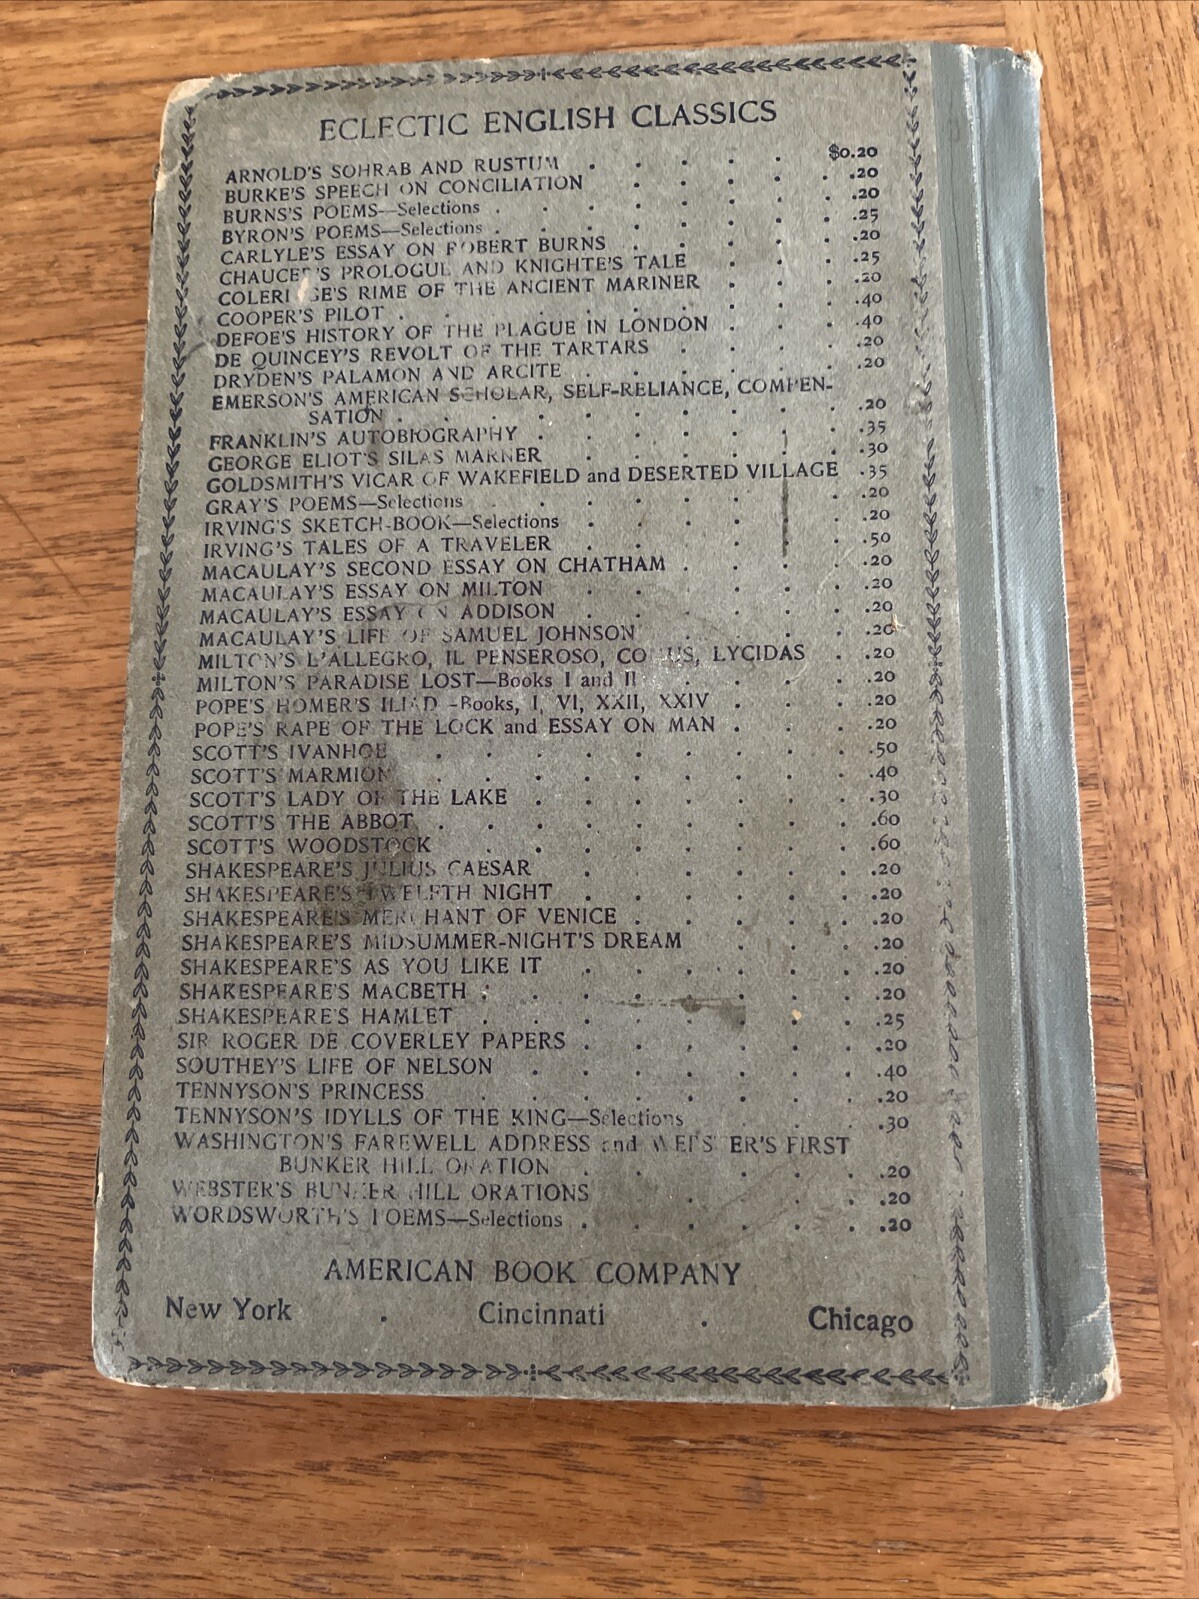 ECLECTIC ENGLISH CLASSICS
ARNOLD'S SOHRAB AND RUSTUM . . . . . $0.20
BURKE'S SPEECH ON CONCILIATION . . . . . .20
BURNS'S POEMS—Selections . . . . . . . .20
BYRON'S POEMS—Selections . . . . . . . .25
CARLYLE'S ESSAY ON ROBERT BURNS . . . . . .20
CHAUCER'S PROLOGUE AND KNIGHTE'S TALE . . . .25
COLERIDGE'S RIME OF THE ANCIENT MARINER . . . .20
COOPER'S PILOT . . . . . . . . . .40
DEFOE'S HISTORY OF THE PLAGUE IN LONDON . . . .40
DE QUINCEY'S REVOLT OF THE TARTARS . . . . .20
DRYDEN'S PALAMON AND ARCITE . . . . . . .20
EMERSON'S AMERICAN SCHOLAR, SELF-RELIANCE, COMPEN-
SATION . . . . . . . . . .20
FRANKLIN'S AUTOBIOGRAPHY . . . . . . . .35
GEORGE ELIOT'S SILAS MARNER . . . . . . .30
GOLDSMITH'S VICAR OF WAKEFIELD and DESERTED VILLAGE .35
GRAY'S POEMS—Selections . . . . . . . .20
IRVING'S SKETCH-BOOK—Selections . . . . . . .20
IRVING'S TALES OF A TRAVELER . . . . . . .50
MACAULAY'S SECOND ESSAY ON CHATHAM . . . . .20
MACAULAY'S ESSAY ON MILTON . . . . . . .20
MACAULAY'S ESSAY ON ADDISON . . . . . . .20
MACAULAY'S LIFE OF SAMUEL JOHNSON . . . . .20
MILTON'S L'ALLEGRO, IL PENSEROSO, COMUS, LYCIDAS . .20
MILTON'S PARADISE LOST—Books I and II . . . . .20
POPE'S HOMER'S ILIAD—Books, I, VI, XXII, XXIV . . . .20
POPE'S RAPE OF THE LOCK and ESSAY ON MAN . . . .20
SCOTT'S IVANHOE . . . . . . . . . .50
SCOTT'S MARMION . . . . . . . . . .40
SCOTT'S LADY OF THE LAKE . . . . . . . .30
SCOTT'S THE ABBOT . . . . . . . . . .60
SCOTT'S WOODSTOCK . . . . . . . . .60
SHAKESPEARE'S JULIUS CAESAR . . . . . . .20
SHAKESPEARE'S TWELFTH NIGHT . . . . . . .20
SHAKESPEARE'S MERCHANT OF VENICE . . . . . .20
SHAKESPEARE'S MIDSUMMER-NIGHT'S DREAM . . . .20
SHAKESPEARE'S AS YOU LIKE IT . . . . . . .20
SHAKESPEARE'S MACBETH . . . . . . . . .20
SHAKESPEARE'S HAMLET . . . . . . . . .25
SIR ROGER DE COVERLEY PAPERS . . . . . . .20
SOUTHEY'S LIFE OF NELSON . . . . . . . .40
TENNYSON'S PRINCESS . . . . . . . . .20
TENNYSON'S IDYLLS OF THE KING—Selections . . . .30
WASHINGTON'S FAREWELL ADDRESS and WEBSTER'S FIRST
BUNKER HILL ORATION . . . . . . .20
WEBSTER'S BUNKER HILL ORATIONS . . . . . .20
WORDSWORTH'S POEMS—Selections . . . . . . .20
AMERICAN BOOK COMPANY
New York . Cincinnati . Chicago